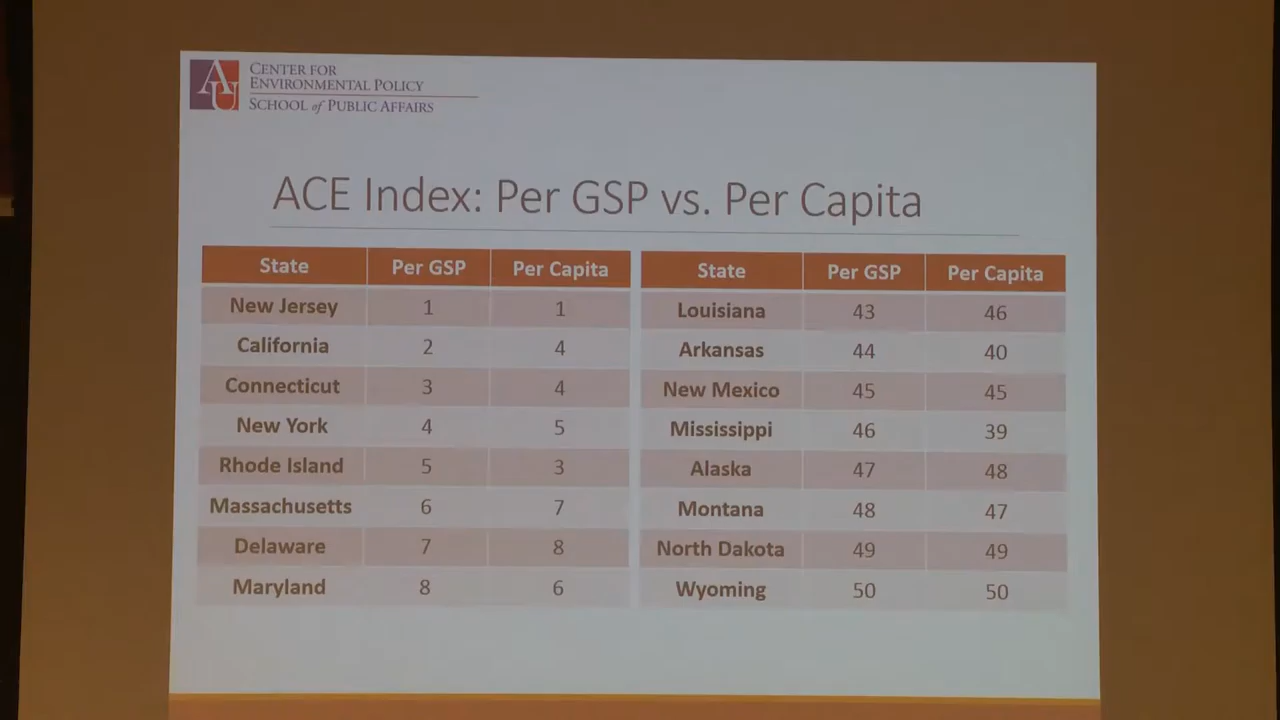 AU
CENTER FOR
ENVIRONMENTAL POLICY
SCHOOL of PUBLIC AFFAIRS
ACE Index: Per GSP vs. Per Capita
State Per GSP Per Capita State Per GSP Per Capita
New Jersey 1 1 Louisiana 43 46
California 2 4 Arkansas 44 40
Connecticut 3 4 New Mexico 45 45
New York 4 5 Mississippi 46 39
Rhode Island 5 3 Alaska 47 48
Massachusetts 6 7 Montana 48 47
Delaware 7 8 North Dakota 49 49
Maryland 8 6 Wyoming 50 50